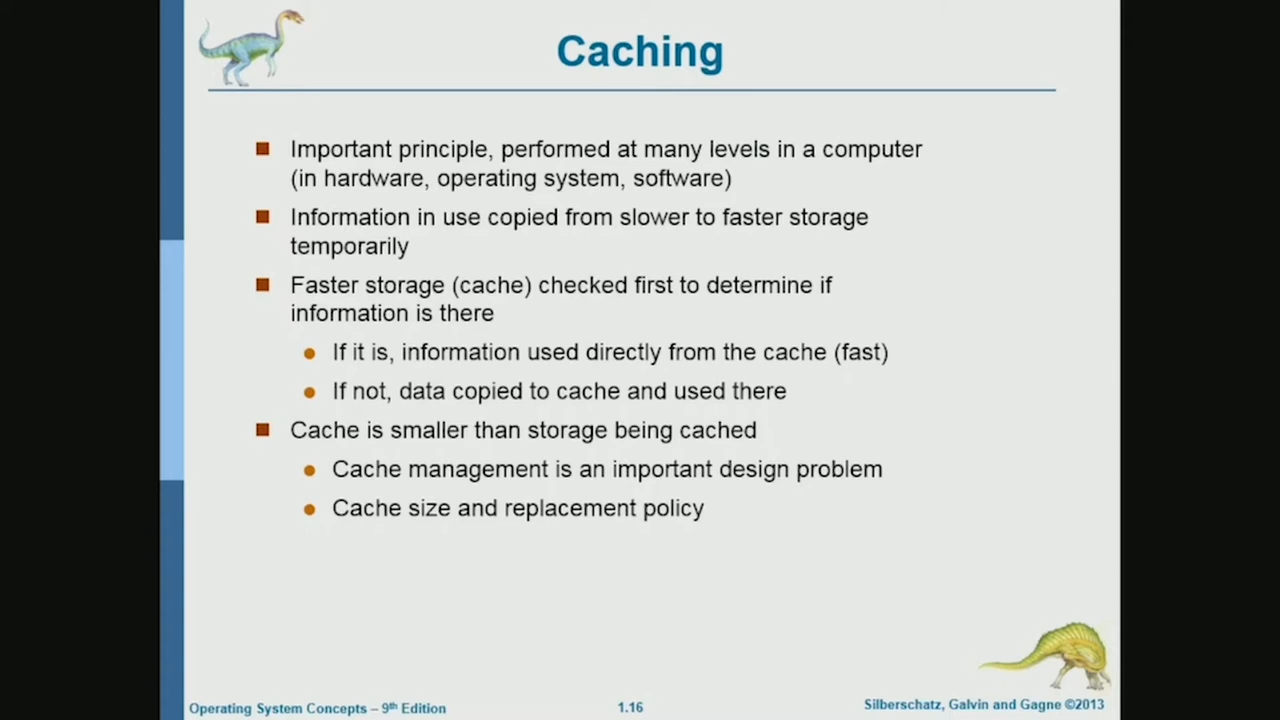 Caching
Important principle, performed at many levels in a computer
(in hardware, operating system, software)
Information in use copied from slower to faster storage
temporarily
Faster storage (cache) checked first to determine if
information is there
If it is, information used directly from the cache (fast)
If not, data copied to cache and used there
Cache is smaller than storage being cached
Cache management is an important design problem
Cache size and replacement policy
Operating System Concepts – 9th Edition
1.16
Silberschatz, Galvin and Gagne ©2013